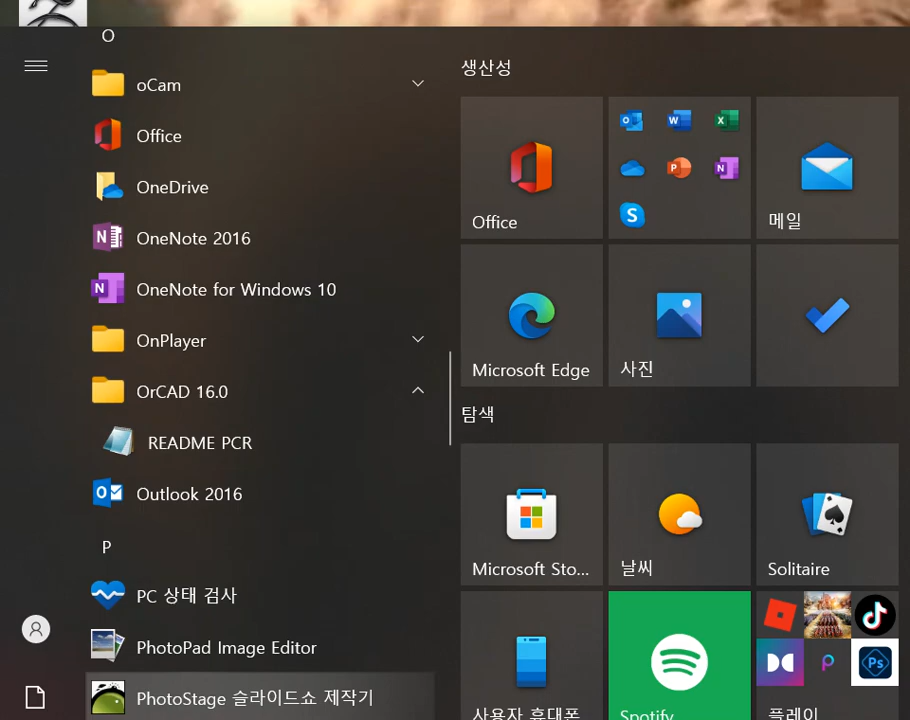 O
oCam
Office
OneDrive
OneNote 2016
OneNote for Windows 10
OnPlayer
OrCAD 16.0
README PCR
Outlook 2016
P
PC 상태 검사
PhotoPad Image Editor
PhotoStage 슬라이드쇼 제작기
생산성
Office
메일
Microsoft Edge
사진
탐색
Microsoft Sto...
날씨
Solitaire
사용자 휴대폰
Spotify
Ps
플레이